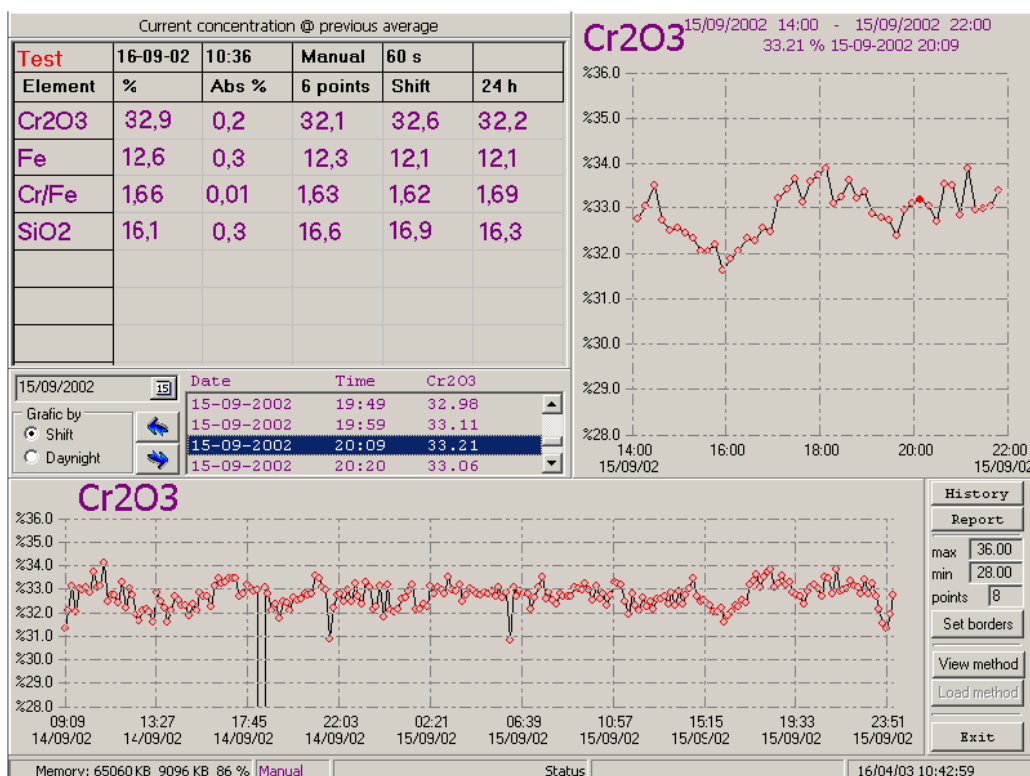 Current concentration @ previous average
Test 16-09-02 10:36 Manual 60 s
Element % Abs % 6 points Shift 24 h
Cr2O3 32,9 0,2 32,1 32,6 32,2
Fe 12,6 0,3 12,3 12,1 12,1
Cr/Fe 1,66 0,01 1,63 1,62 1,69
SiO2 16,1 0,3 16,6 16,9 16,3
Cr2O3 15/09/2002 14:00 - 15/09/2002 22:00
33.21 % 15-09-2002 20:09
%36.0
%35.0
%34.0
%33.0
%32.0
%31.0
%30.0
%29.0
%28.0
14:00 16:00 18:00 20:00 22:00
15/09/02 15/09/02
15/09/2002 15
Grafic by
Shift
Daynight
Date Time Cr2O3
15-09-2002 19:49 32.98
15-09-2002 19:59 33.11
15-09-2002 20:09 33.21
15-09-2002 20:20 33.06
Cr2O3
%36.0
%35.0
%34.0
%33.0
%32.0
%31.0
%30.0
%29.0
%28.0
09:09 13:27 17:45 22:03 02:21 06:39 10:57 15:15 19:33 23:51
14/09/02 14/09/02 14/09/02 14/09/02 15/09/02 15/09/02 15/09/02 15/05/02 15/09/02 15/09/02
History
Report
max 36.00
min 28.00
points 8
Set borders
View method
Load method
Exit
Memory: 65060 KB 9096 KB 86 % Manual Status 16/04/03 10:42:59